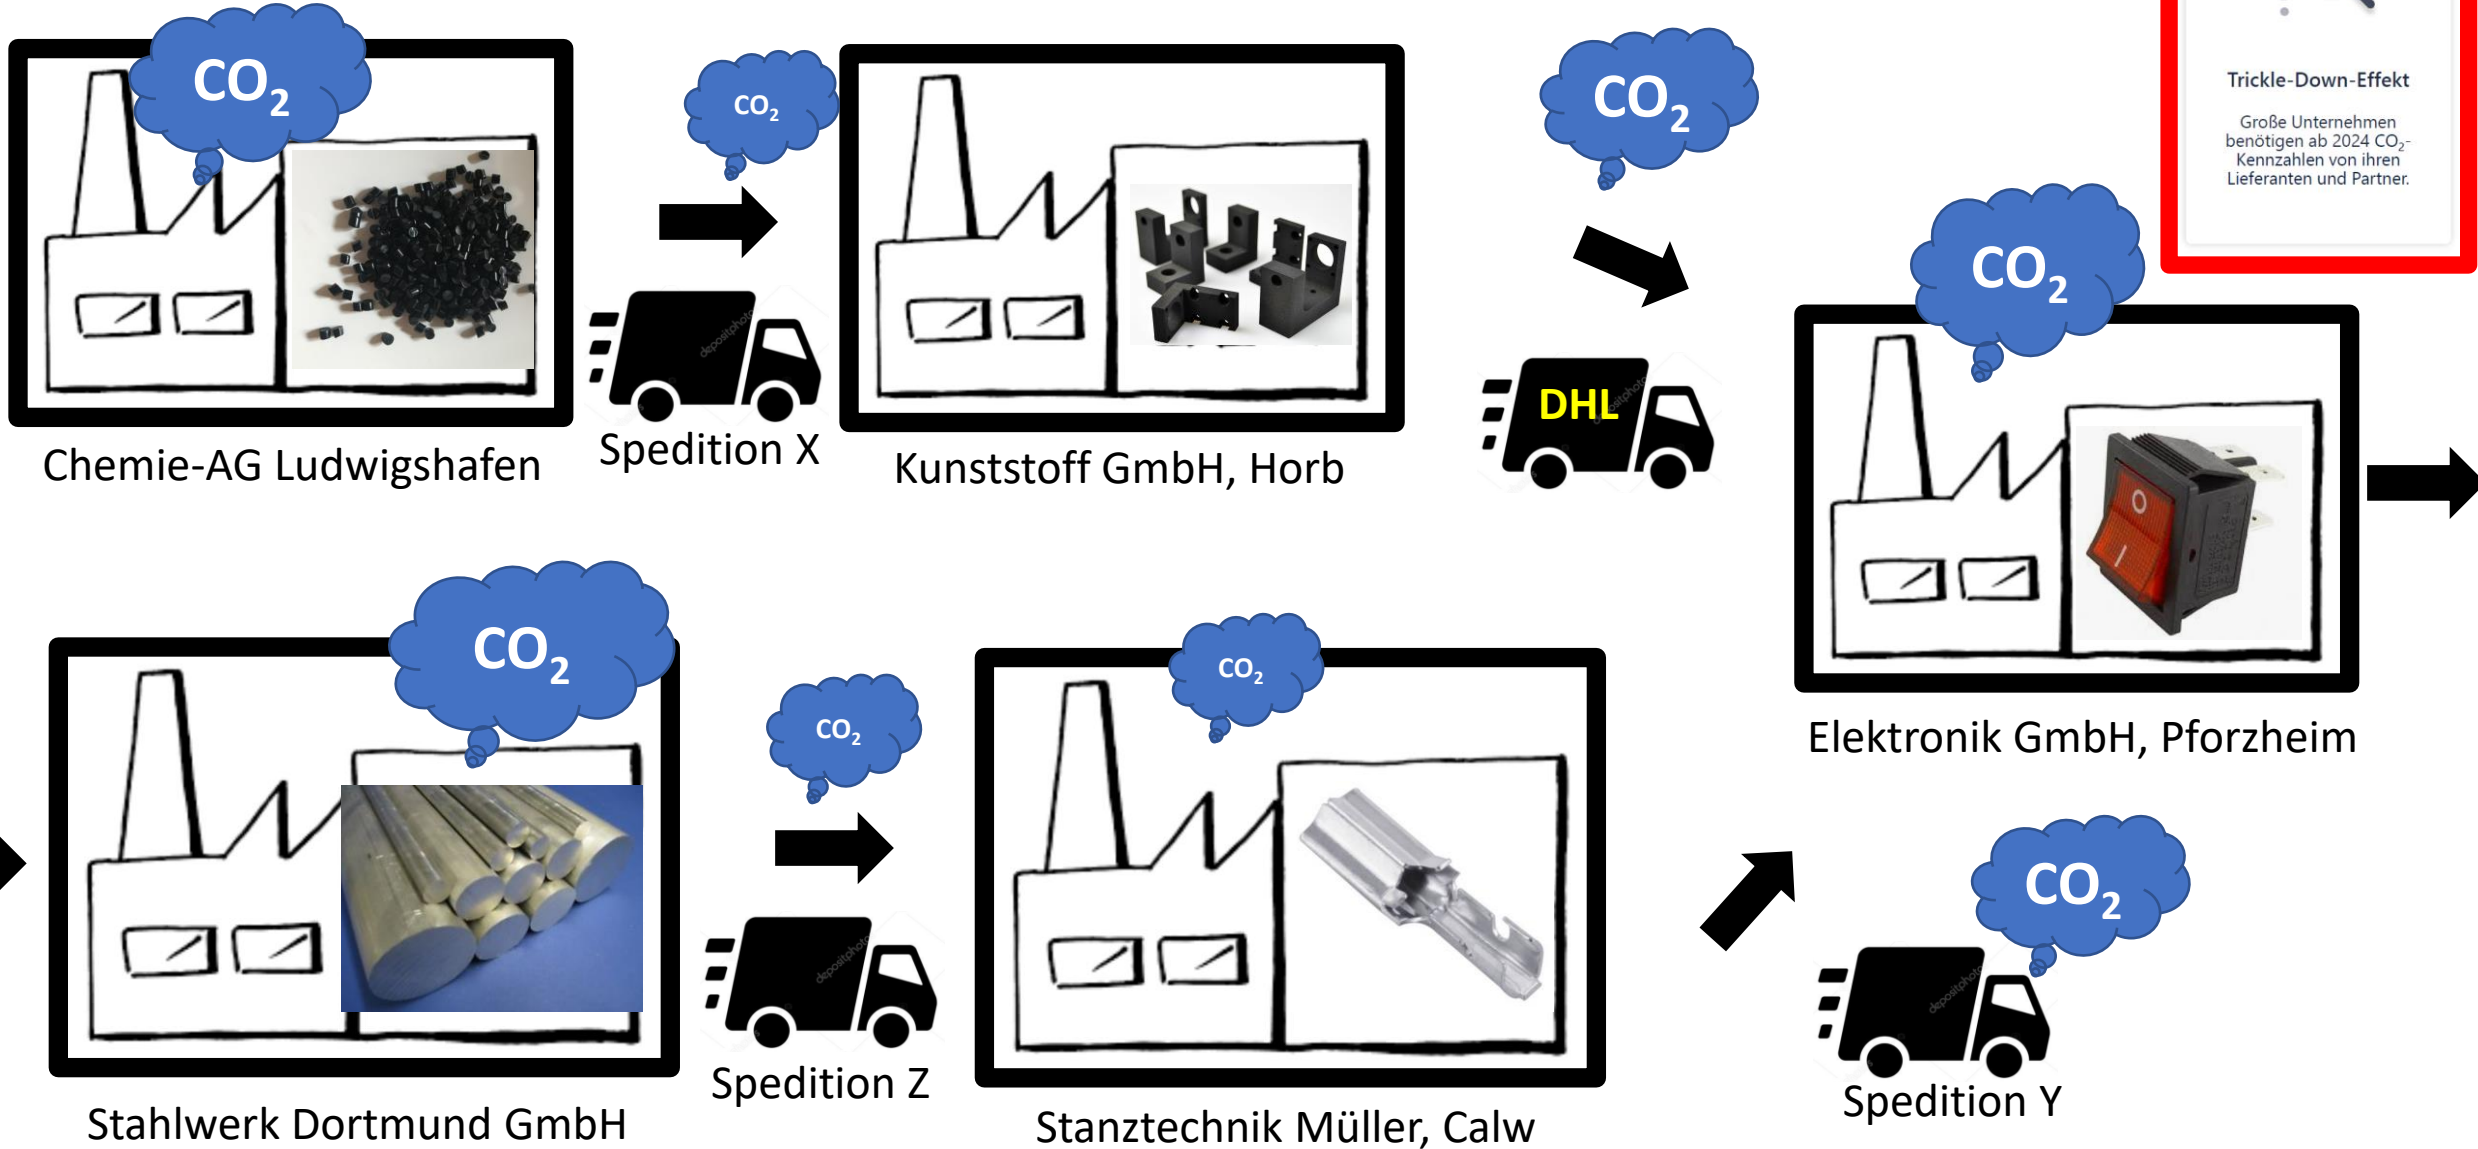 CO₂
CO₂
CO₂
Trickle-Down-Effekt
Große Unternehmen
benötigen ab 2024 CO₂-
Kennzahlen von ihren
Lieferanten und Partner.
CO₂
depositphotos
DHL
Spedition X
Chemie-AG Ludwigshafen
Kunststoff GmbH, Horb
O
I
CO₂
CO₂
CO₂
Elektronik GmbH, Pforzheim
CO₂
Spedition Z
Spedition Y
Stahlwerk Dortmund GmbH
Stanztechnik Müller, Calw